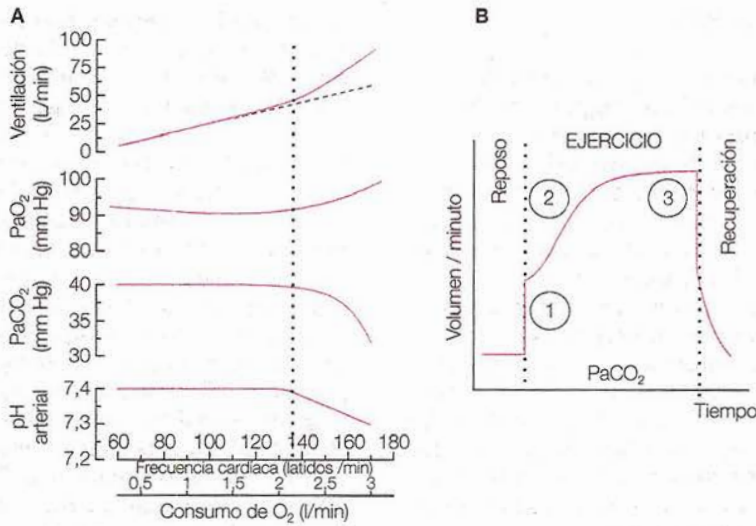 A
Ventilación
(L/min)
100
75
50
25
0
PaO2
(mm Hg)
100
90
80
PaCO2
(mm Hg)
40
35
30
pH
arterial
7,4
7,3
7,2
60 80 100 120 140 160 180
Frecuencia cardíaca (latidos /min)
0,5 1 1,5 2 2,5 3
Consumo de O2 (l/min)
B
EJERCICIO
Reposo
Recuperación
Volumen / minuto
1
2
3
PaCO2
Tiempo